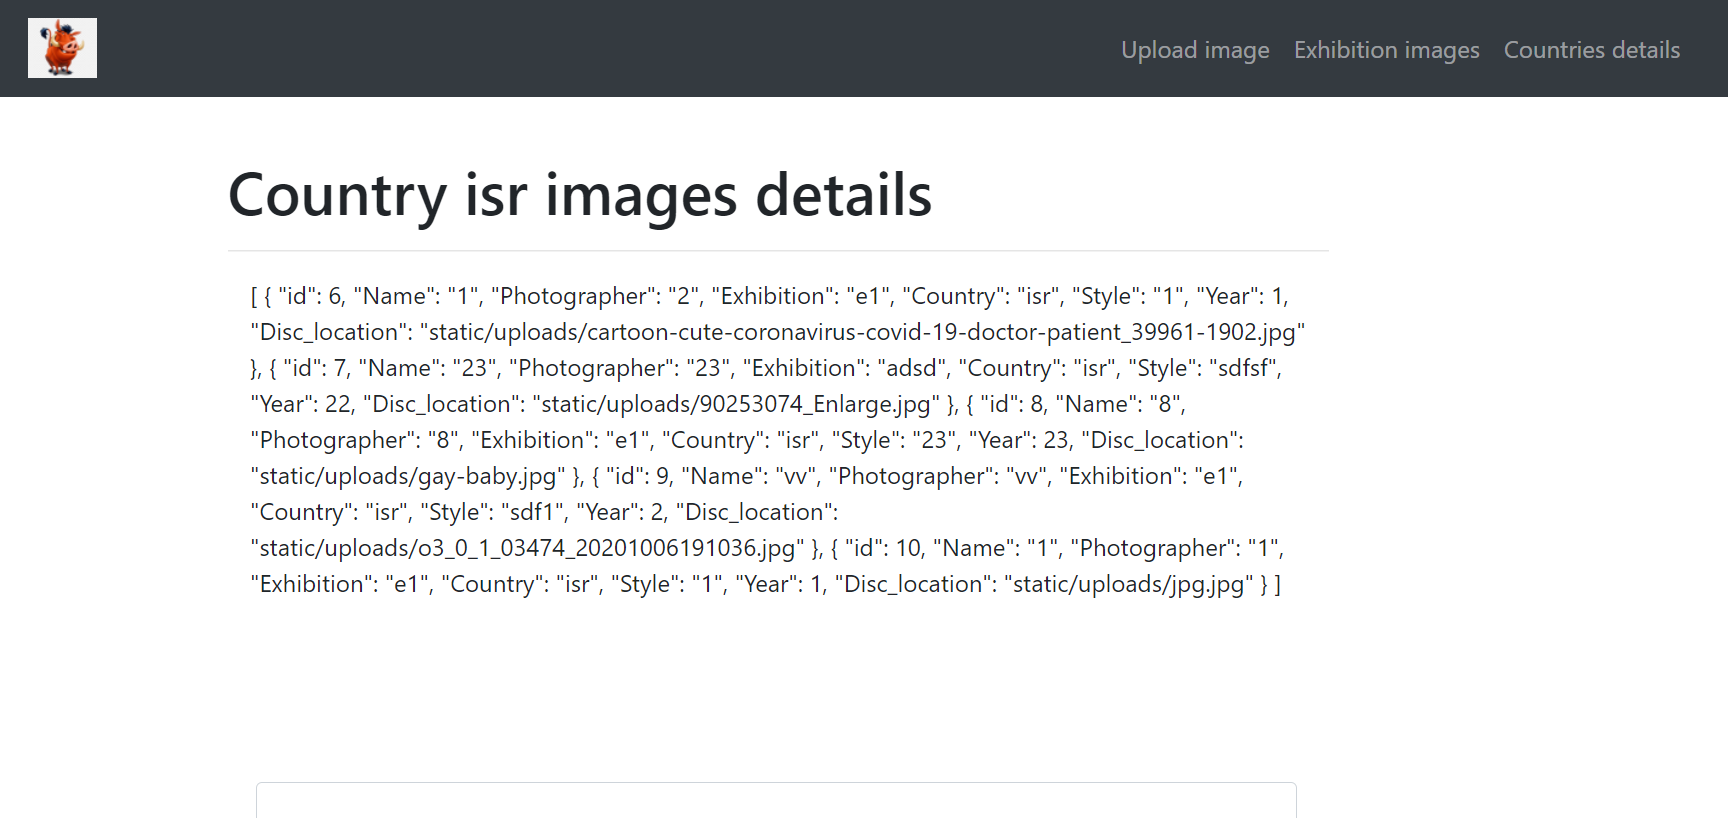 Upload image Exhibition images Countries details
Country isr images details
[ { "id": 6, "Name": "1", "Photographer": "2", "Exhibition": "e1", "Country": "isr", "Style": "1", "Year": 1,
"Disc_location": "static/uploads/cartoon-cute-coronavirus-covid-19-doctor-patient_39961-1902.jpg"
}, { "id": 7, "Name": "23", "Photographer": "23", "Exhibition": "adsd", "Country": "isr", "Style": "sdfsf",
"Year": 22, "Disc_location": "static/uploads/90253074_Enlarge.jpg" }, { "id": 8, "Name": "8",
"Photographer": "8", "Exhibition": "e1", "Country": "isr", "Style": "23", "Year": 23, "Disc_location":
"static/uploads/gay-baby.jpg" }, { "id": 9, "Name": "vv", "Photographer": "vv", "Exhibition": "e1",
"Country": "isr", "Style": "sdf1", "Year": 2, "Disc_location":
"static/uploads/o3_0_1_03474_20201006191036.jpg" }, { "id": 10, "Name": "1", "Photographer": "1",
"Exhibition": "e1", "Country": "isr", "Style": "1", "Year": 1, "Disc_location": "static/uploads/jpg.jpg" } ]